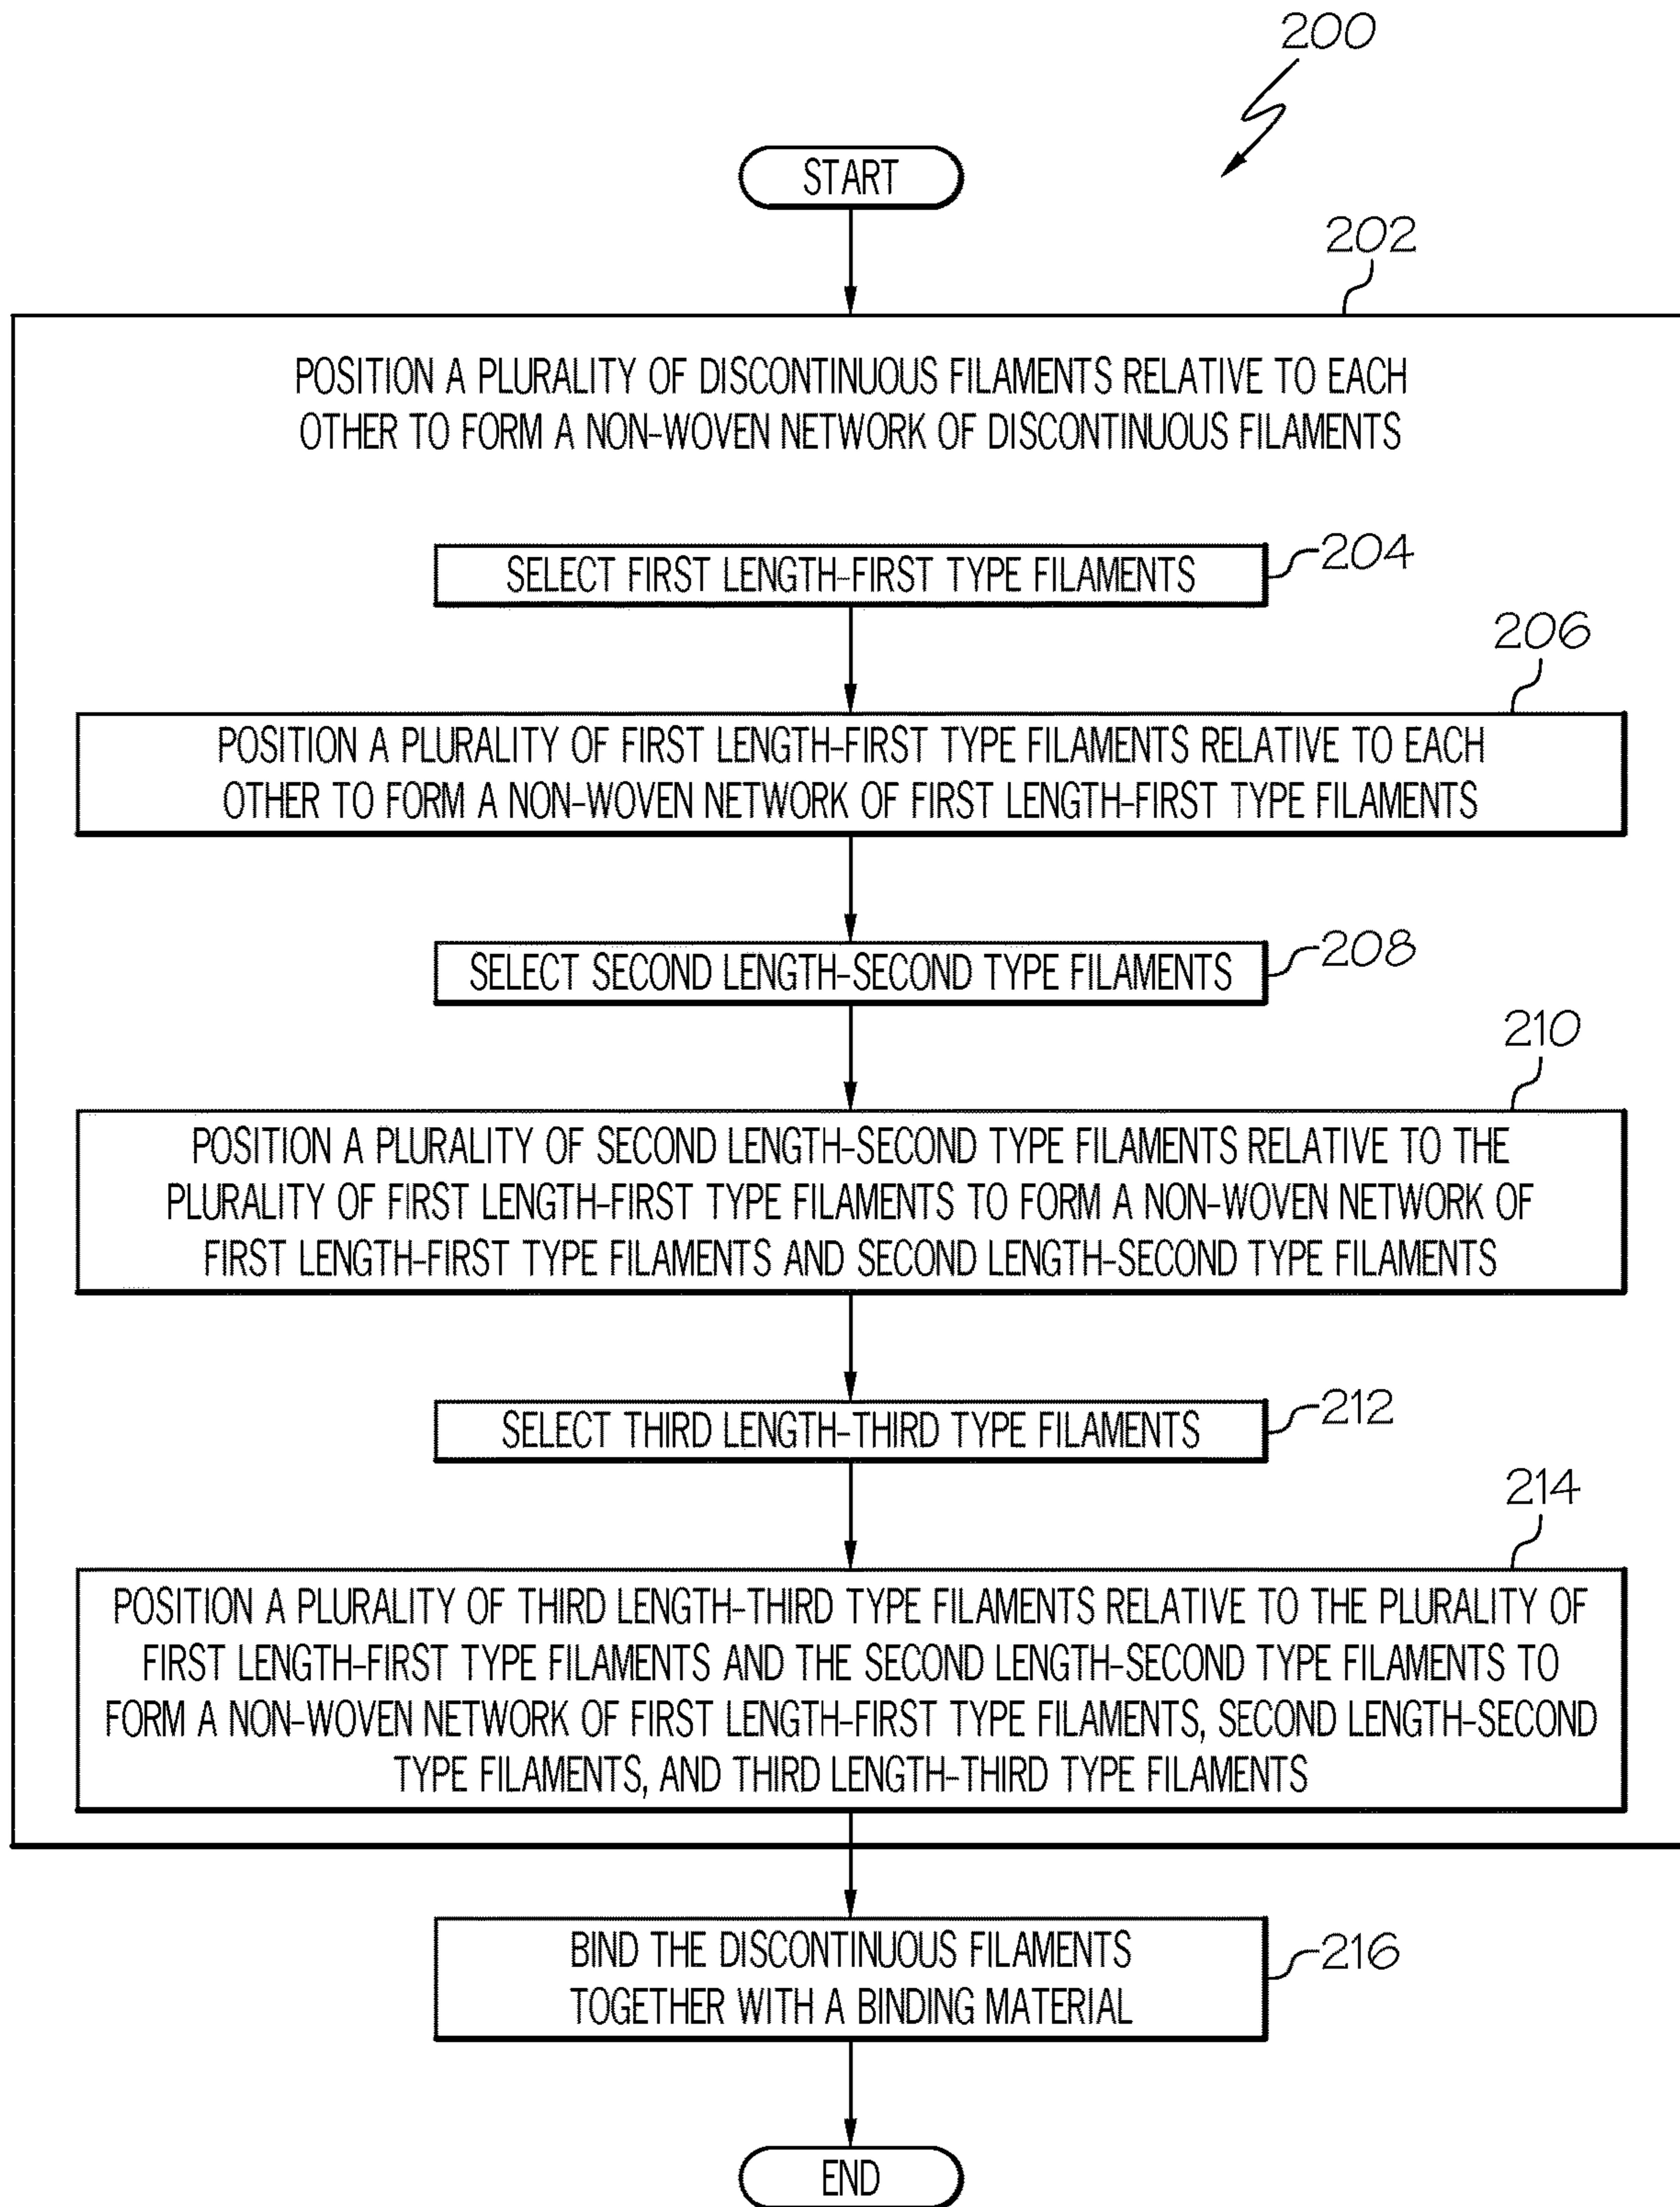 200
START
202
POSITION A PLURALITY OF DISCONTINUOUS FILAMENTS RELATIVE TO EACH
OTHER TO FORM A NON-WOVEN NETWORK OF DISCONTINUOUS FILAMENTS
SELECT FIRST LENGTH-FIRST TYPE FILAMENTS
204
206
POSITION A PLURALITY OF FIRST LENGTH-FIRST TYPE FILAMENTS RELATIVE TO EACH
OTHER TO FORM A NON-WOVEN NETWORK OF FIRST LENGTH-FIRST TYPE FILAMENTS
SELECT SECOND LENGTH-SECOND TYPE FILAMENTS
208
210
POSITION A PLURALITY OF SECOND LENGTH-SECOND TYPE FILAMENTS RELATIVE TO THE
PLURALITY OF FIRST LENGTH-FIRST TYPE FILAMENTS TO FORM A NON-WOVEN NETWORK OF
FIRST LENGTH-FIRST TYPE FILAMENTS AND SECOND LENGTH-SECOND TYPE FILAMENTS
SELECT THIRD LENGTH-THIRD TYPE FILAMENTS
212
214
POSITION A PLURALITY OF THIRD LENGTH-THIRD TYPE FILAMENTS RELATIVE TO THE PLURALITY OF
FIRST LENGTH-FIRST TYPE FILAMENTS AND THE SECOND LENGTH-SECOND TYPE FILAMENTS TO
FORM A NON-WOVEN NETWORK OF FIRST LENGTH-FIRST TYPE FILAMENTS, SECOND LENGTH-SECOND
TYPE FILAMENTS, AND THIRD LENGTH-THIRD TYPE FILAMENTS
BIND THE DISCONTINUOUS FILAMENTS
TOGETHER WITH A BINDING MATERIAL
216
END